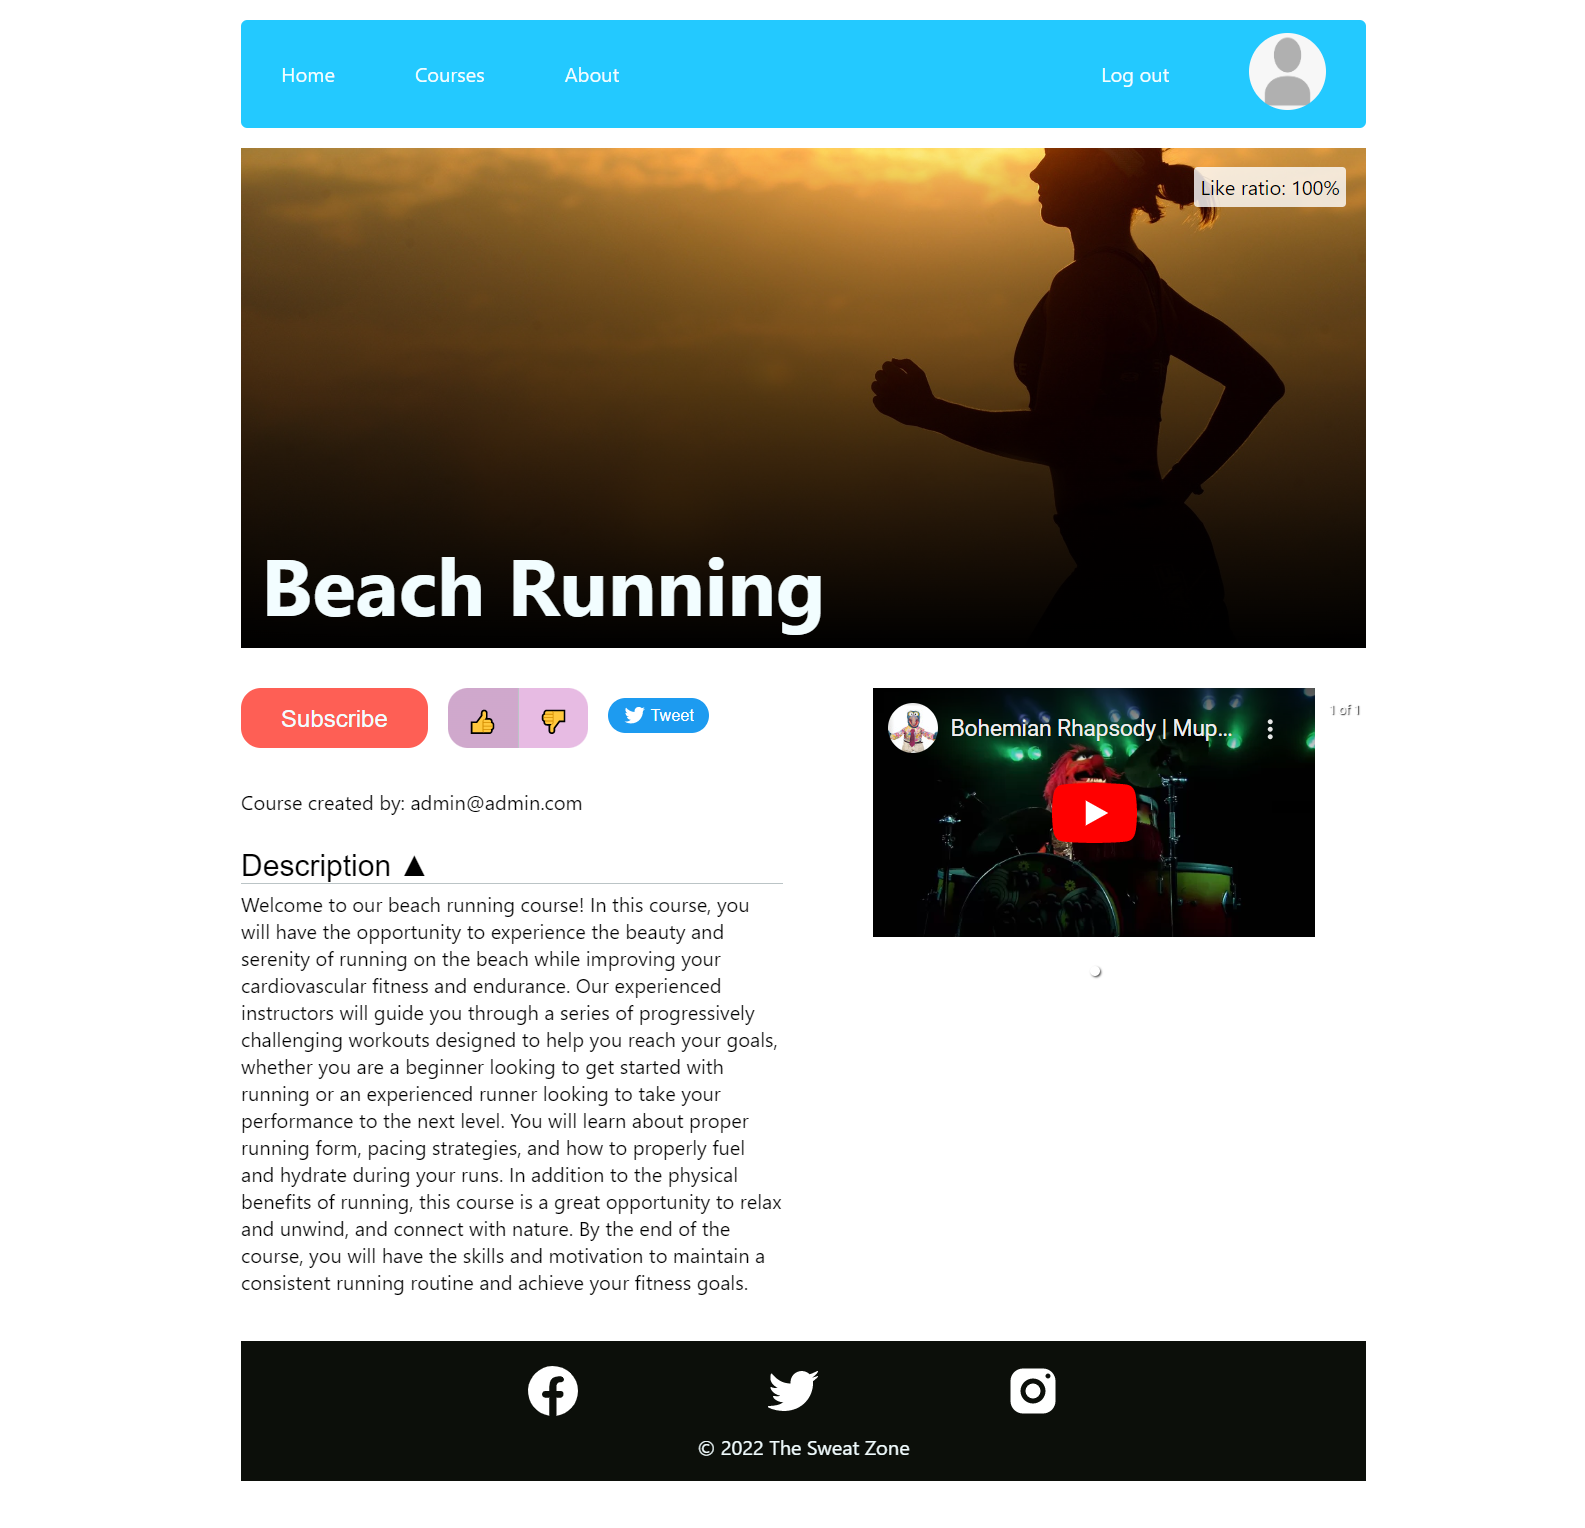 Home Courses About Log out
Like ratio: 100%
Beach Running
Subscribe
Tweet
Bohemian Rhapsody | Mup...
1 of 1
Course created by: admin@admin.com
Description ▲
Welcome to our beach running course! In this course, you
will have the opportunity to experience the beauty and
serenity of running on the beach while improving your
cardiovascular fitness and endurance. Our experienced
instructors will guide you through a series of progressively
challenging workouts designed to help you reach your goals,
whether you are a beginner looking to get started with
running or an experienced runner looking to take your
performance to the next level. You will learn about proper
running form, pacing strategies, and how to properly fuel
and hydrate during your runs. In addition to the physical
benefits of running, this course is a great opportunity to relax
and unwind, and connect with nature. By the end of the
course, you will have the skills and motivation to maintain a
consistent running routine and achieve your fitness goals.
© 2022 The Sweat Zone